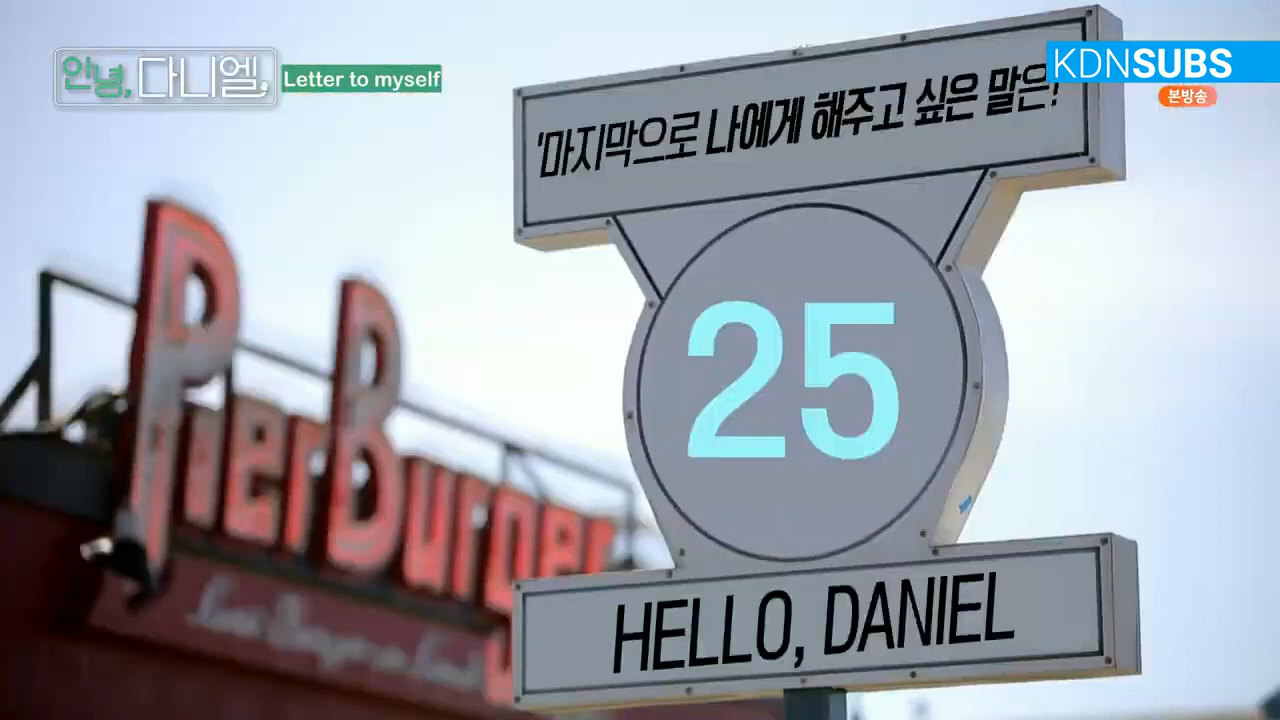 안녕, 다니엘.
Letter to myself
KDNSUBS
본방송
'마지막으로 나에게 해주고 싶은 말은?
25
PierBurger
HELLO, DANIEL